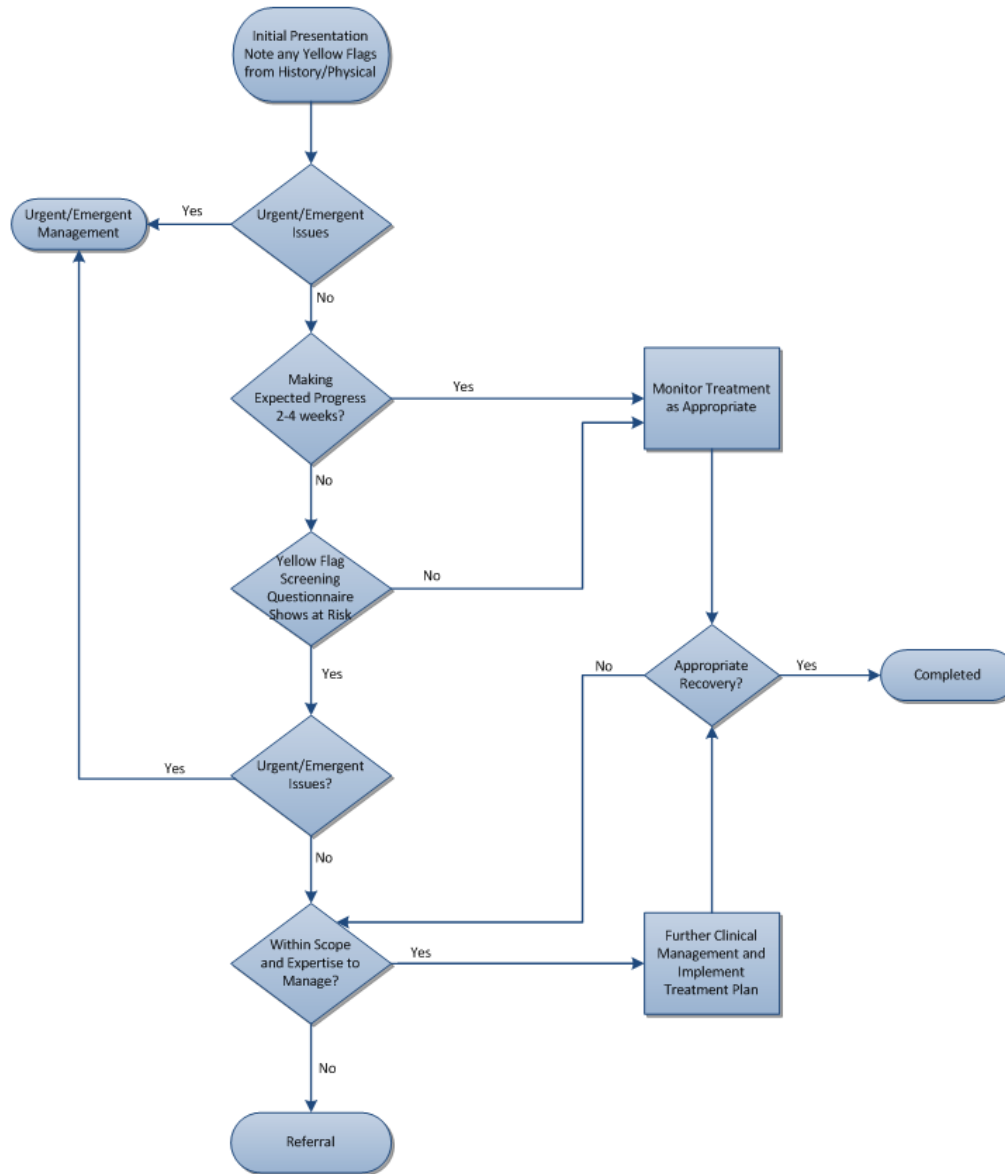 Initial Presentation
Note any Yellow Flags
from History/Physical
Urgent/Emergent
Management
Yes
Urgent/Emergent
Issues
No
Making
Expected Progress
2-4 weeks?
Yes
Monitor Treatment
as Appropriate
No
Yellow Flag
Screening
Questionnaire
Shows at Risk
No
Yes
No
Appropriate
Recovery?
Yes
Completed
Urgent/Emergent
Issues?
Yes
No
Within Scope
and Expertise to
Manage?
Yes
Further Clinical
Management and
Implement
Treatment Plan
No
Referral